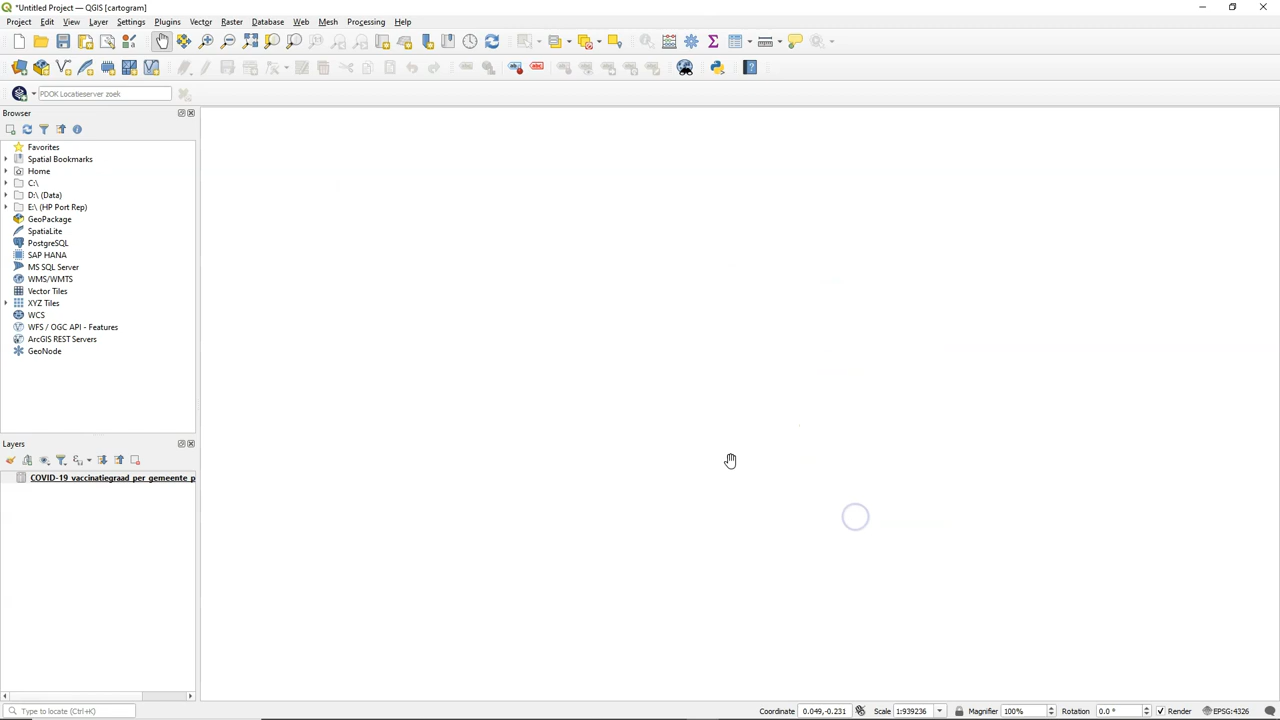 *Untitled Project — QGIS [cartogram]
Project Edit View Layer Settings Plugins Vector Raster Database Web Mesh Processing Help
PDOK Locatieserver zoek
Browser
Favorites
Spatial Bookmarks
Home
C:\
D:\ (Data)
E:\ (HP Port Rep)
GeoPackage
SpatiaLite
PostgreSQL
SAP HANA
MS SQL Server
WMS/WMTS
Vector Tiles
XYZ Tiles
WCS
WFS / OGC API - Features
ArcGIS REST Servers
GeoNode
Layers
COVID-19 vaccinatiegraad per gemeente p
Type to locate (Ctrl+K) Coordinate 0.049,-0.231 Scale 1:939236 Magnifier 100% Rotation 0.0 ° Render EPSG:4326